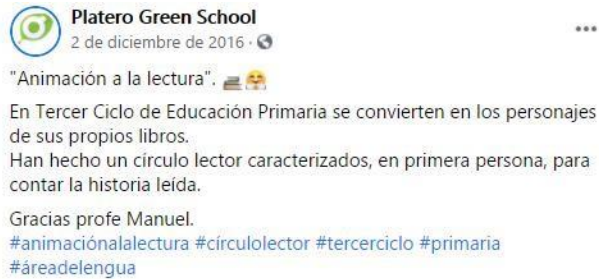 Platero Green School
2 de diciembre de 2016 ·
"Animación a la lectura".
En Tercer Ciclo de Educación Primaria se convierten en los personajes
de sus propios libros.
Han hecho un círculo lector caracterizados, en primera persona, para
contar la historia leída.
Gracias profe Manuel.
#animaciónalalectura #círculolector #tercerciclo #primaria
#áreadelengua